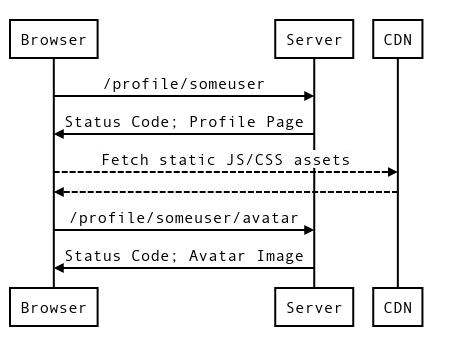 Browser
Server
CDN
/profile/someuser
Status Code; Profile Page
Fetch static JS/CSS assets
/profile/someuser/avatar
Status Code; Avatar Image
Browser
Server
CDN